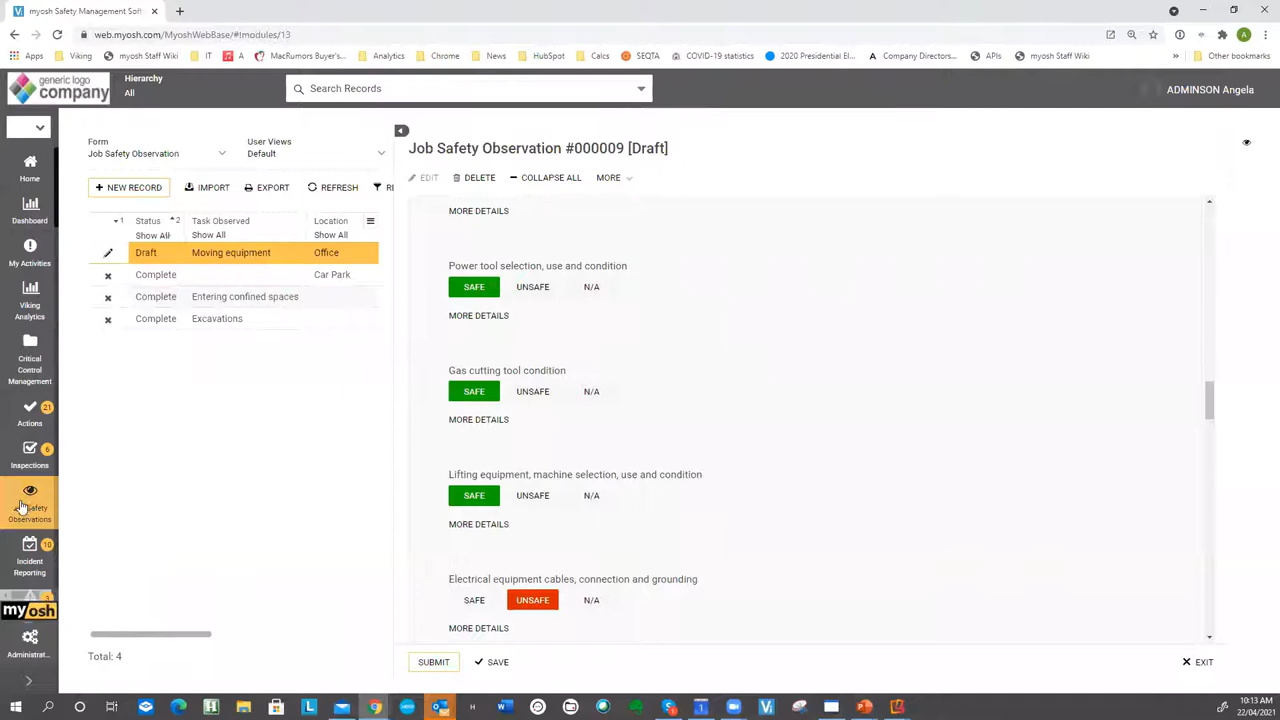 myosh Safety Management Sof
web.myosh.com/MyoshWebBase/#!modules/13
A
Apps Viking myosh Staff Wiki IT A MacRumors Buyer's... Analytics Chrome News HubSpot Calcs SEQTA COVID-19 statistics 2020 Presidential El... Company Directors... APIs myosh Staff Wiki » Other bookmarks
generic logo
company
Hierarchy
All
Search Records
ADMINSON Angela
Form
Job Safety Observation
User Views
Default
NEW RECORD IMPORT EXPORT REFRESH RE
1 Status 2 Task Observed Location
Show All Show All Show All
Draft Moving equipment Office
Complete Car Park
Complete Entering confined spaces
Complete Excavations
Total: 4
Home
Dashboard
My Activities
Viking
Analytics
Critical
Control
Management
21
Actions
6
Inspections
Safety
Observations
10
Incident
Reporting
3
myosh
Administrat...
Job Safety Observation #000009 [Draft]
EDIT DELETE COLLAPSE ALL MORE
MORE DETAILS
Power tool selection, use and condition
SAFE UNSAFE N/A
MORE DETAILS
Gas cutting tool condition
SAFE UNSAFE N/A
MORE DETAILS
Lifting equipment, machine selection, use and condition
SAFE UNSAFE N/A
MORE DETAILS
Electrical equipment cables, connection and grounding
SAFE UNSAFE N/A
MORE DETAILS
SUBMIT SAVE EXIT
10:13 AM
22/04/2021